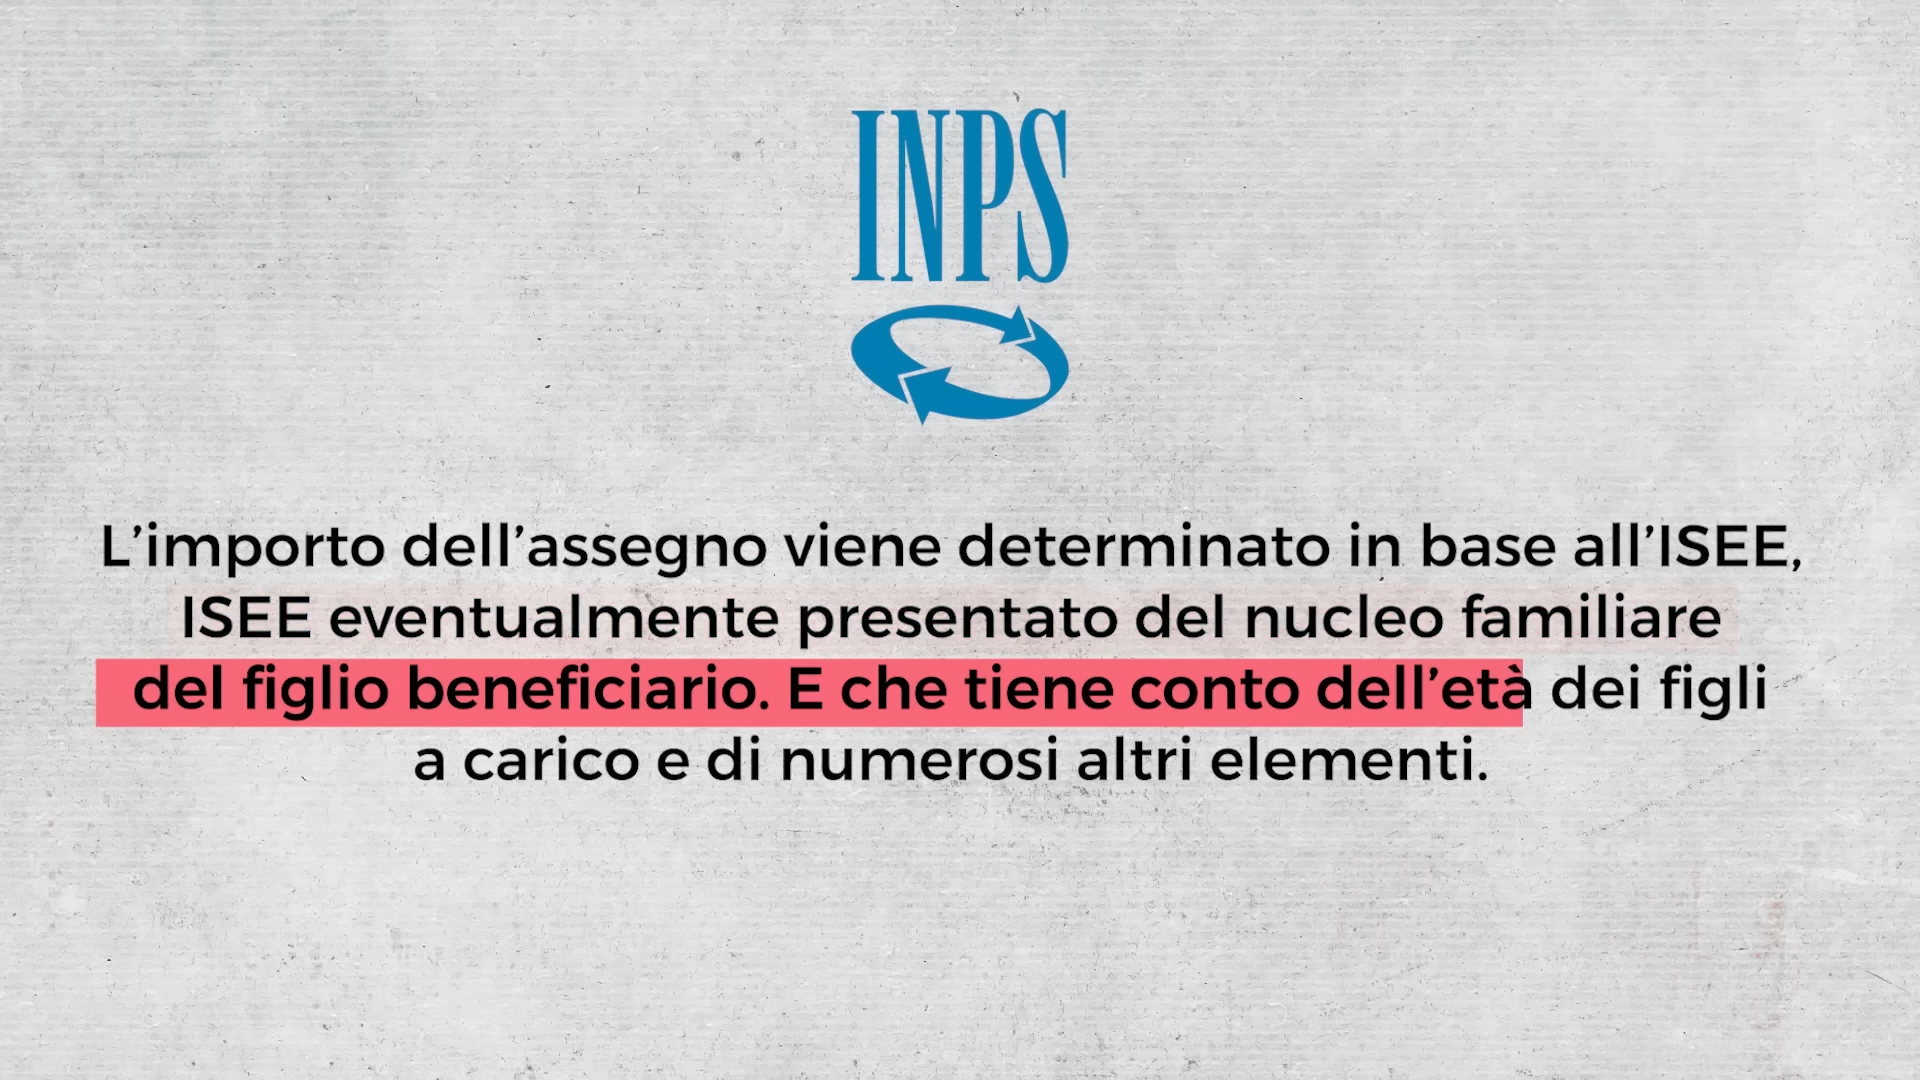 INPS
L’importo dell’assegno viene determinato in base all’ISEE,
ISEE eventualmente presentato del nucleo familiare
del figlio beneficiario. E che tiene conto dell’età dei figli
a carico e di numerosi altri elementi.